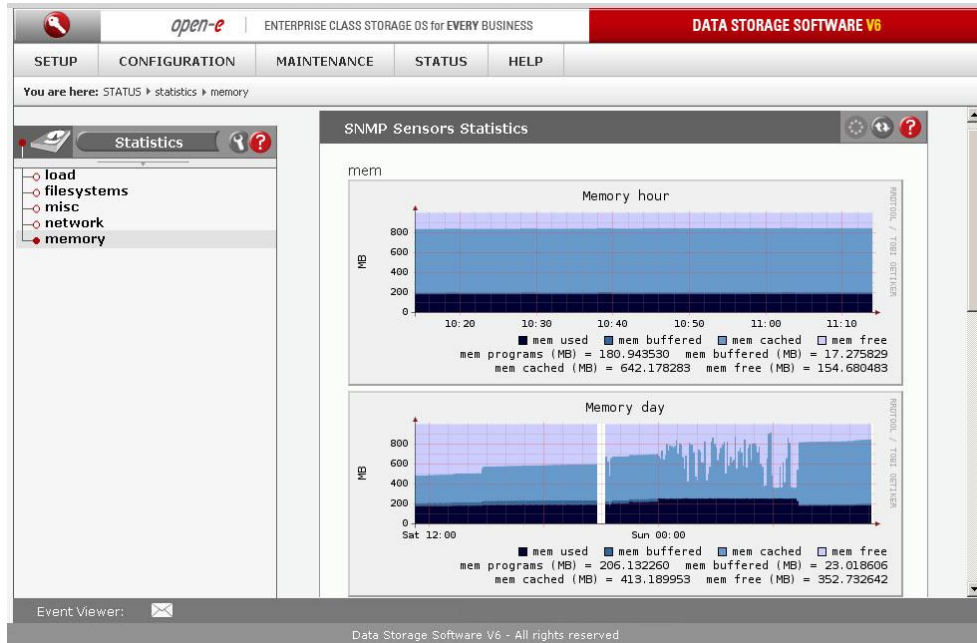 open-e
ENTERPRISE CLASS STORAGE OS for EVERY BUSINESS
DATA STORAGE SOFTWARE V6
SETUP CONFIGURATION MAINTENANCE STATUS HELP
You are here: STATUS statistics memory
Statistics
load
filesystems
misc
network
memory
SNMP Sensors Statistics
mem
Memory hour
RRDTOOL / TOBI OETIKER
MB
800
600
400
200
0
10:20 10:30 10:40 10:50 11:00 11:10
mem used mem buffered mem cached mem free
mem programs (MB) = 180.943530 mem buffered (MB) = 17.275829
mem cached (MB) = 642.178283 mem free (MB) = 154.680483
Memory day
RRDTOOL / TOBI OETIKER
MB
800
600
400
200
0
Sat 12:00 Sun 00:00
mem used mem buffered mem cached mem free
mem programs (MB) = 206.132260 mem buffered (MB) = 23.018606
mem cached (MB) = 413.189953 mem free (MB) = 352.732642
Event Viewer:
Data Storage Software V6 - All rights reserved